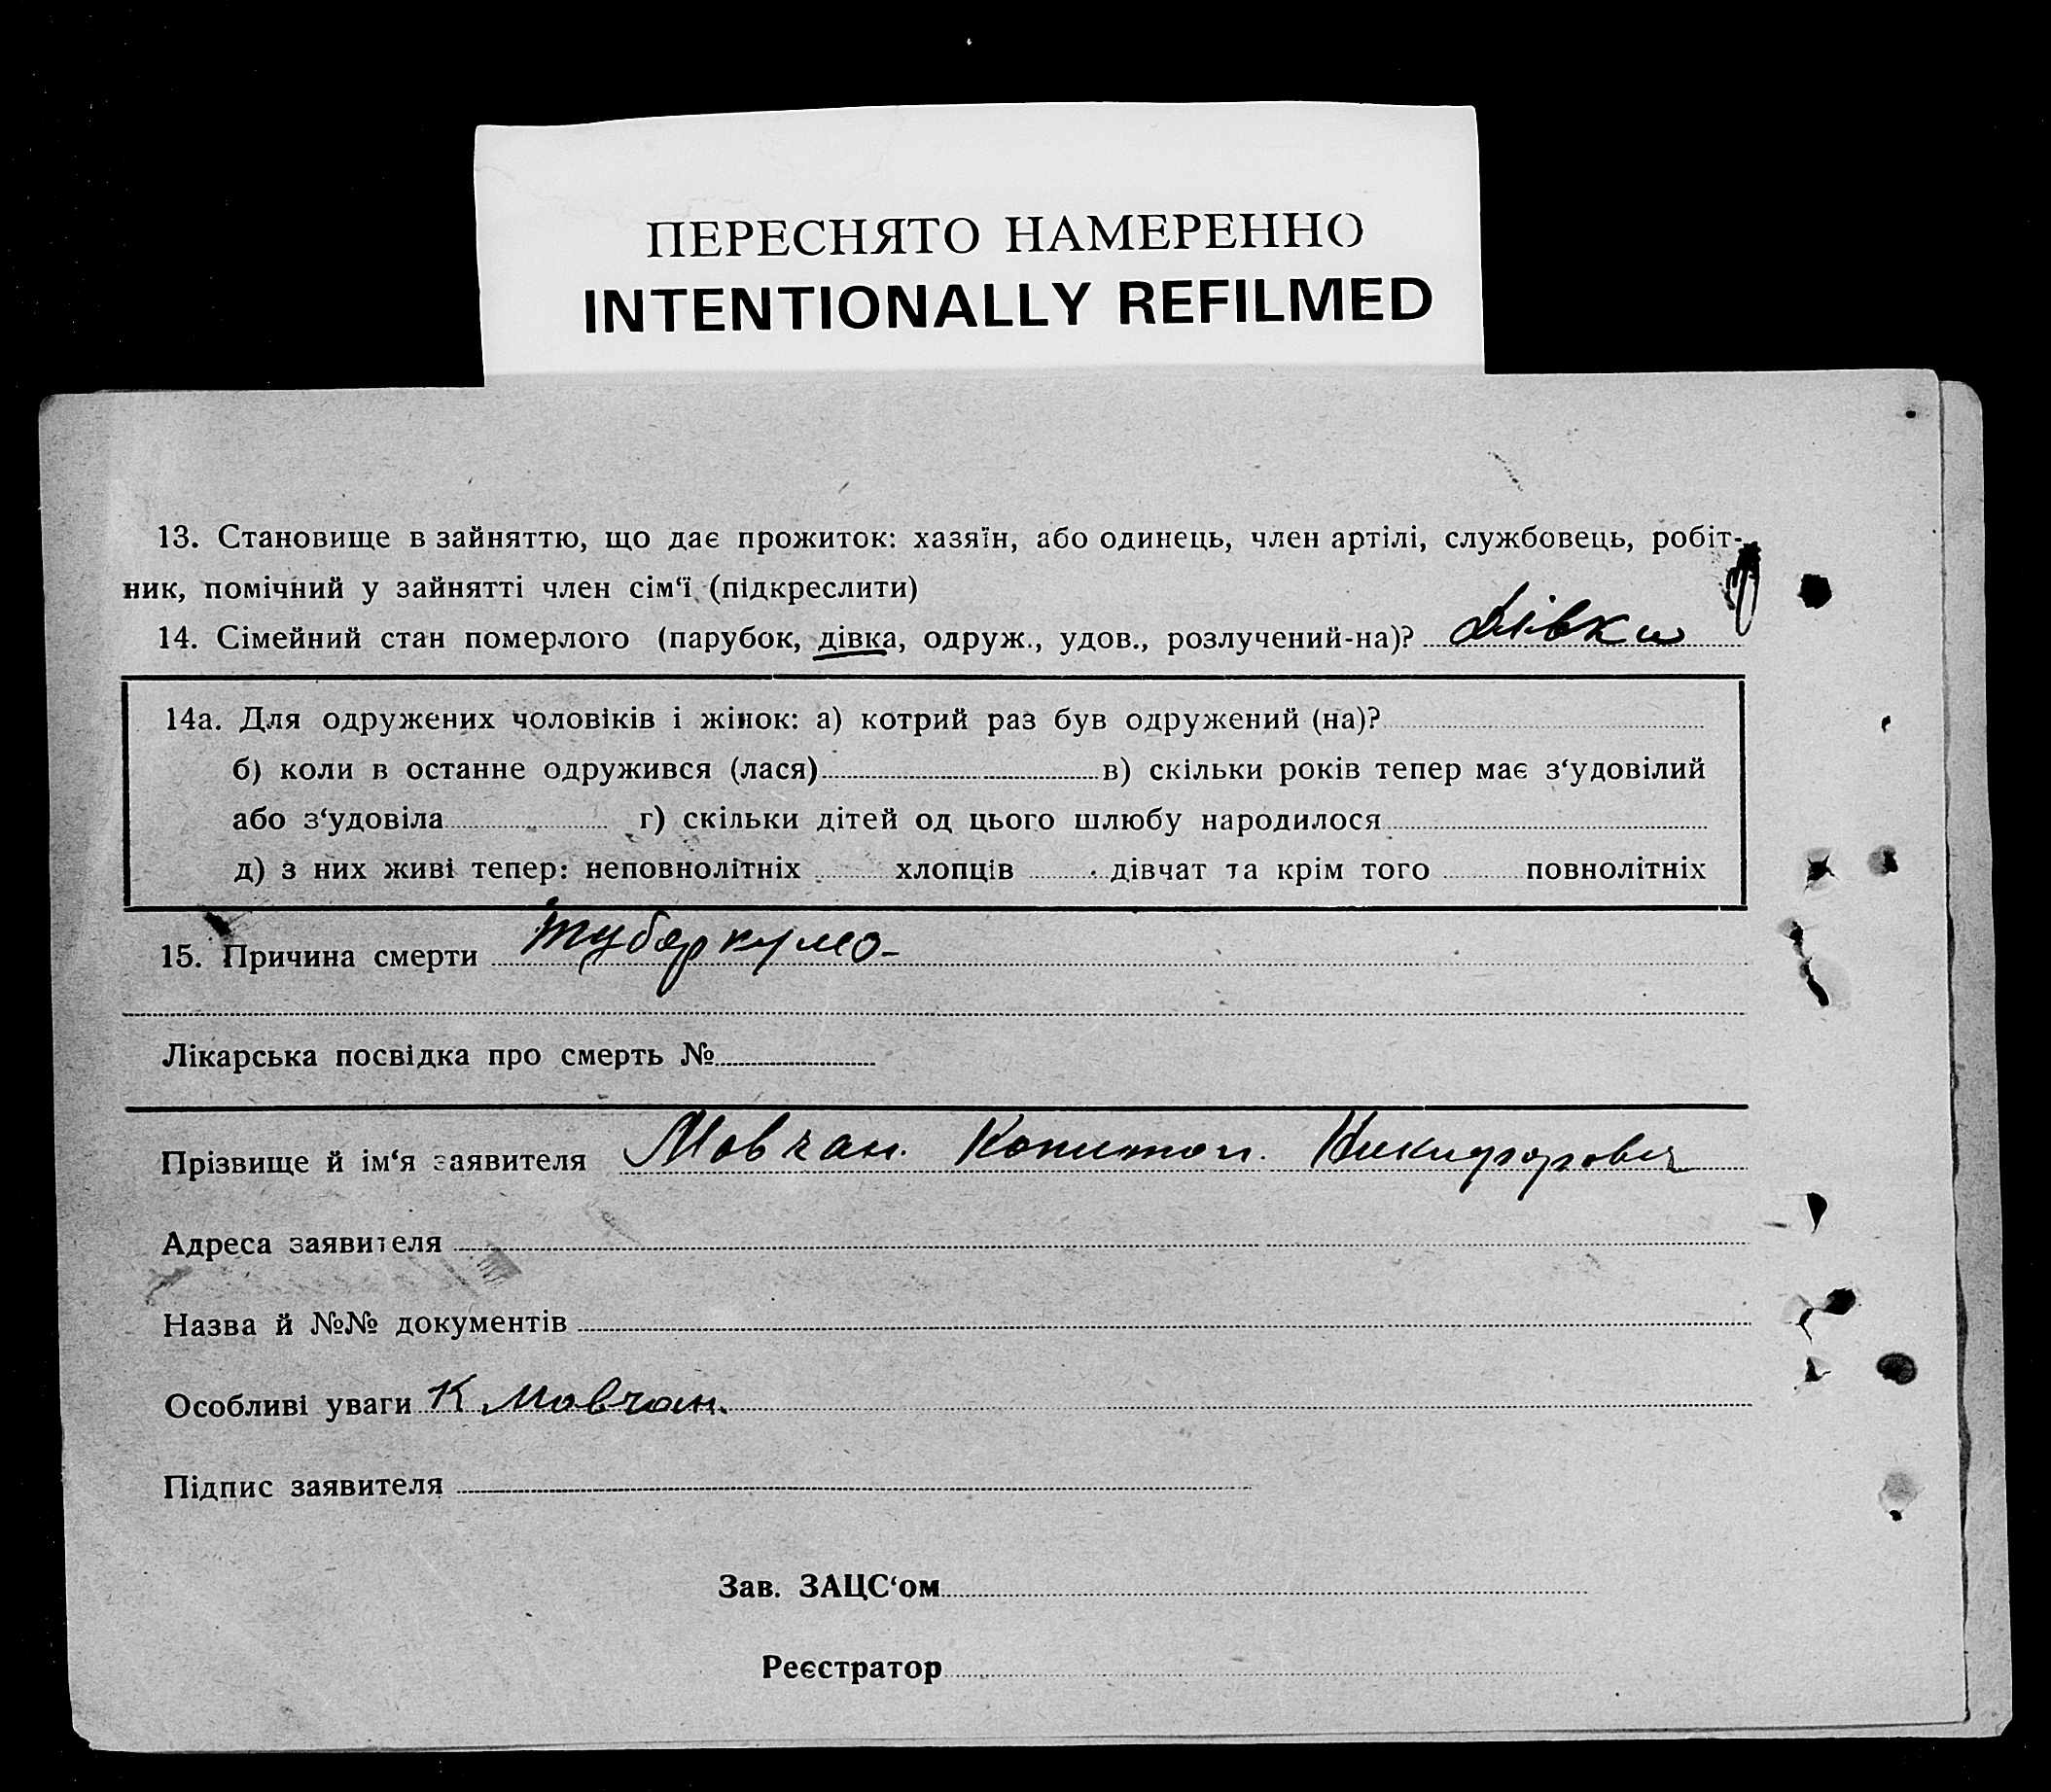 ПЕРЕСНЯТО НАМЕРЕННО
INTENTIONALLY REFILMED
13. Становище в зайняттю, що дає прожиток: хазяїн, або одинець, член артілі, службовець, робіт-
ник, помічний у зайнятті член сім'ї (підкреслити)
14. Сімейний стан померлого (парубок, дівка, одруж., удов., розлучений-на)?
14а. Для одружених чоловіків і жінок: а) котрий раз був одружений (на)?
б) коли в останне одружився (лася) в) скільки років тепер має з'удовілий
або з'удовіла г) скільки дітей од цього шлюбу народилося
д) з них живі тепер: неповнолітніх хлопців дівчат та крім того повнолітніх
15. Причина смерти туберкульо-
Лікарська посвідка про смерть №
Прізвище й ім'я заявителя Мовчан. Капитон. Никифорович
Адреса заявителя
Назва й №№ документів
Особливі уваги К Мовчан.
Підпис заявителя
Зав. ЗАЦС'ом
Реєстратор